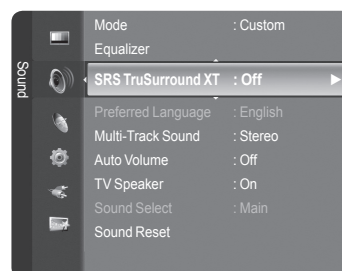 Sound
Mode : Custom
Equalizer
SRS TruSurround XT : Off
Preferred Language : English
Multi-Track Sound : Stereo
Auto Volume : Off
TV Speaker : On
Sound Select : Main
Sound Reset